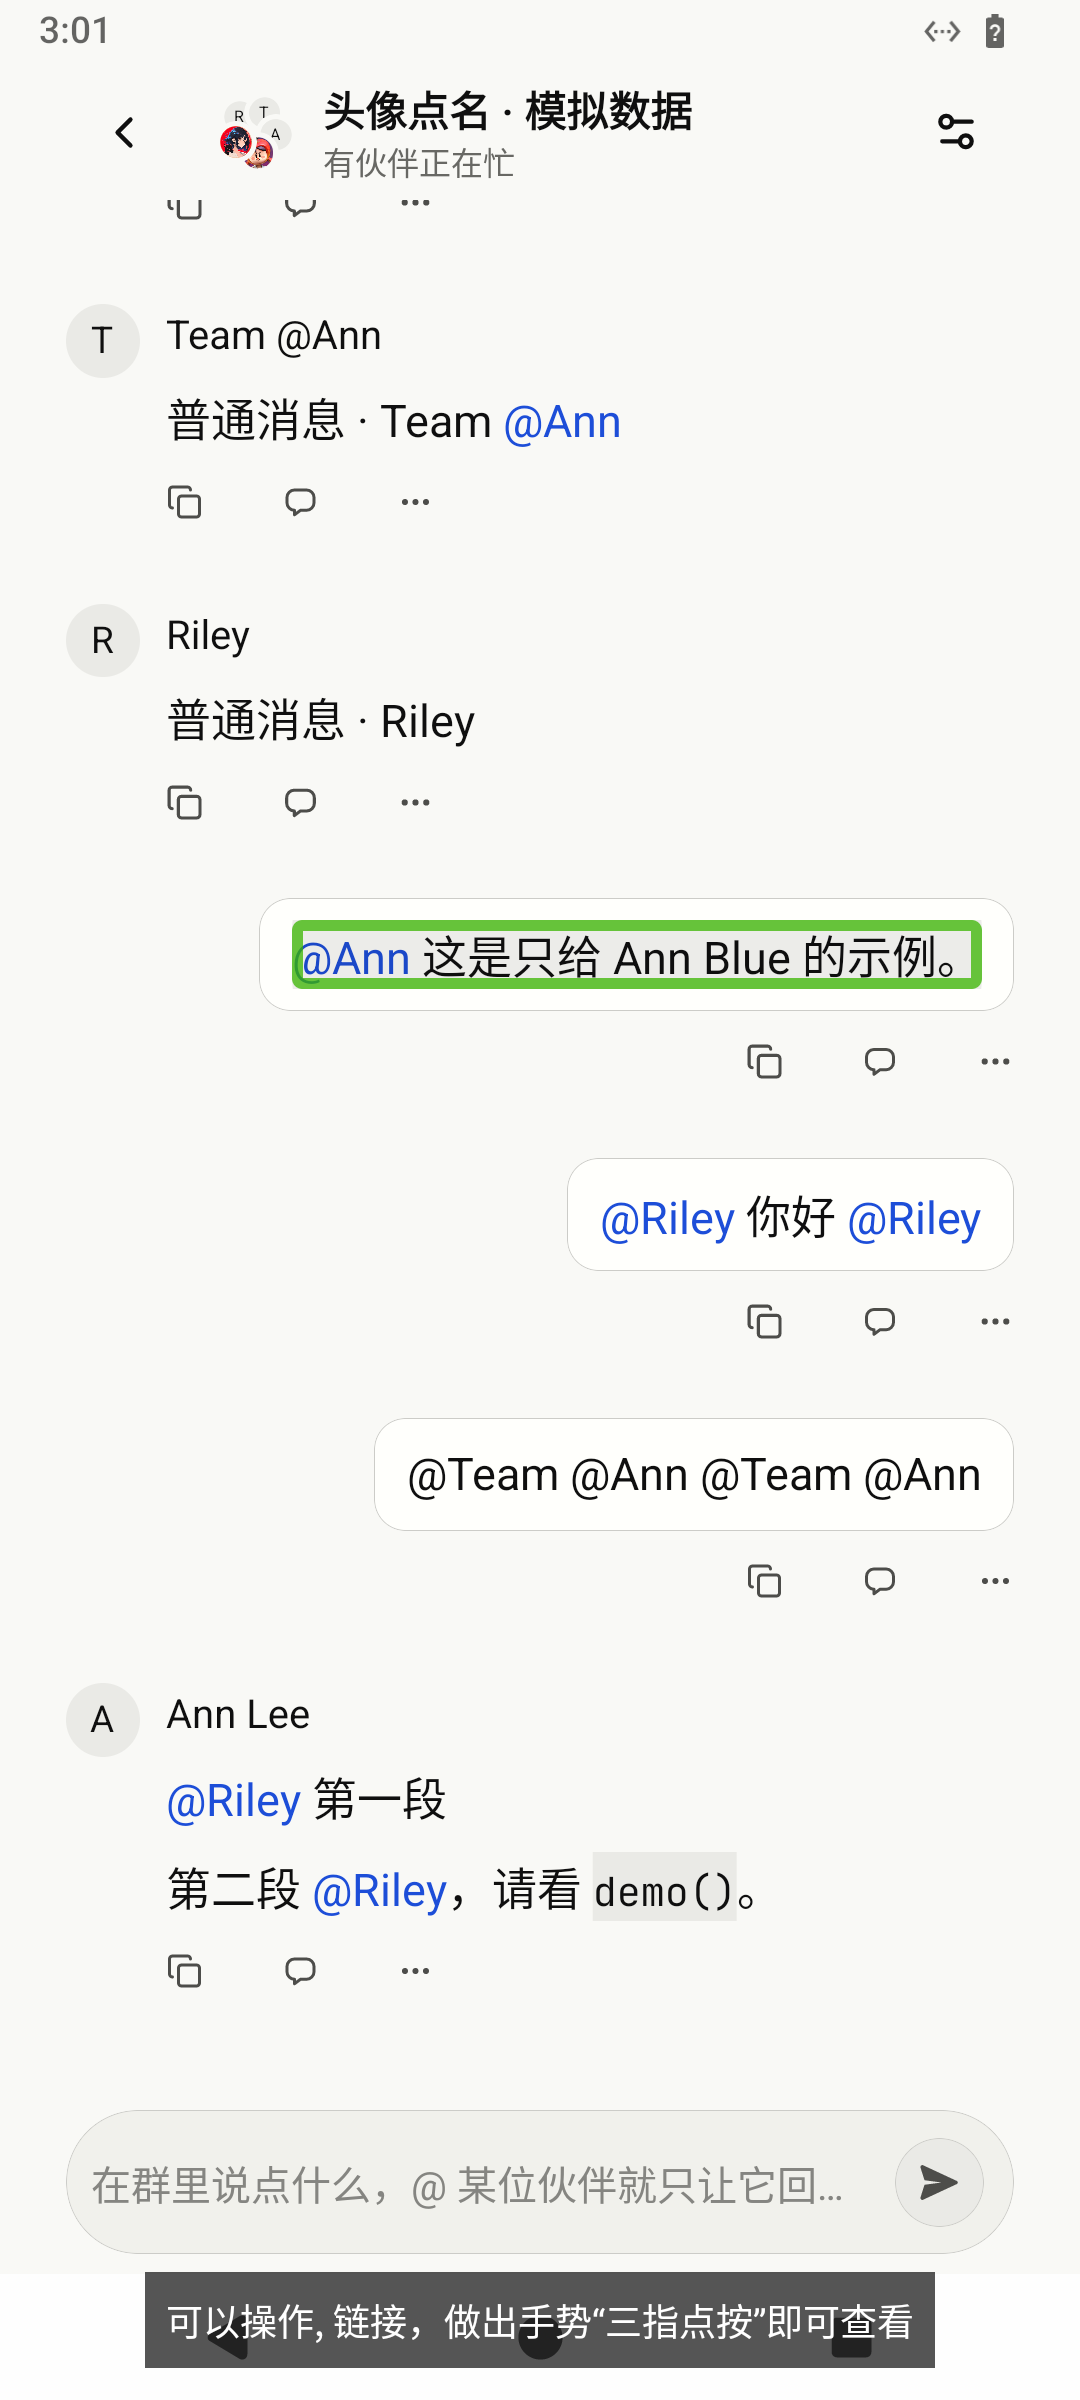 3:01
R T A
头像点名 · 模拟数据
有伙伴正在忙
T
Team @Ann
普通消息 · Team @Ann
R
Riley
普通消息 · Riley
@Ann 这是只给 Ann Blue 的示例。
@Riley 你好 @Riley
@Team @Ann @Team @Ann
A
Ann Lee
@Riley 第一段
第二段 @Riley，请看 demo()。
在群里说点什么，@ 某位伙伴就只让它回…
可以操作, 链接，做出手势“三指点按”即可查看